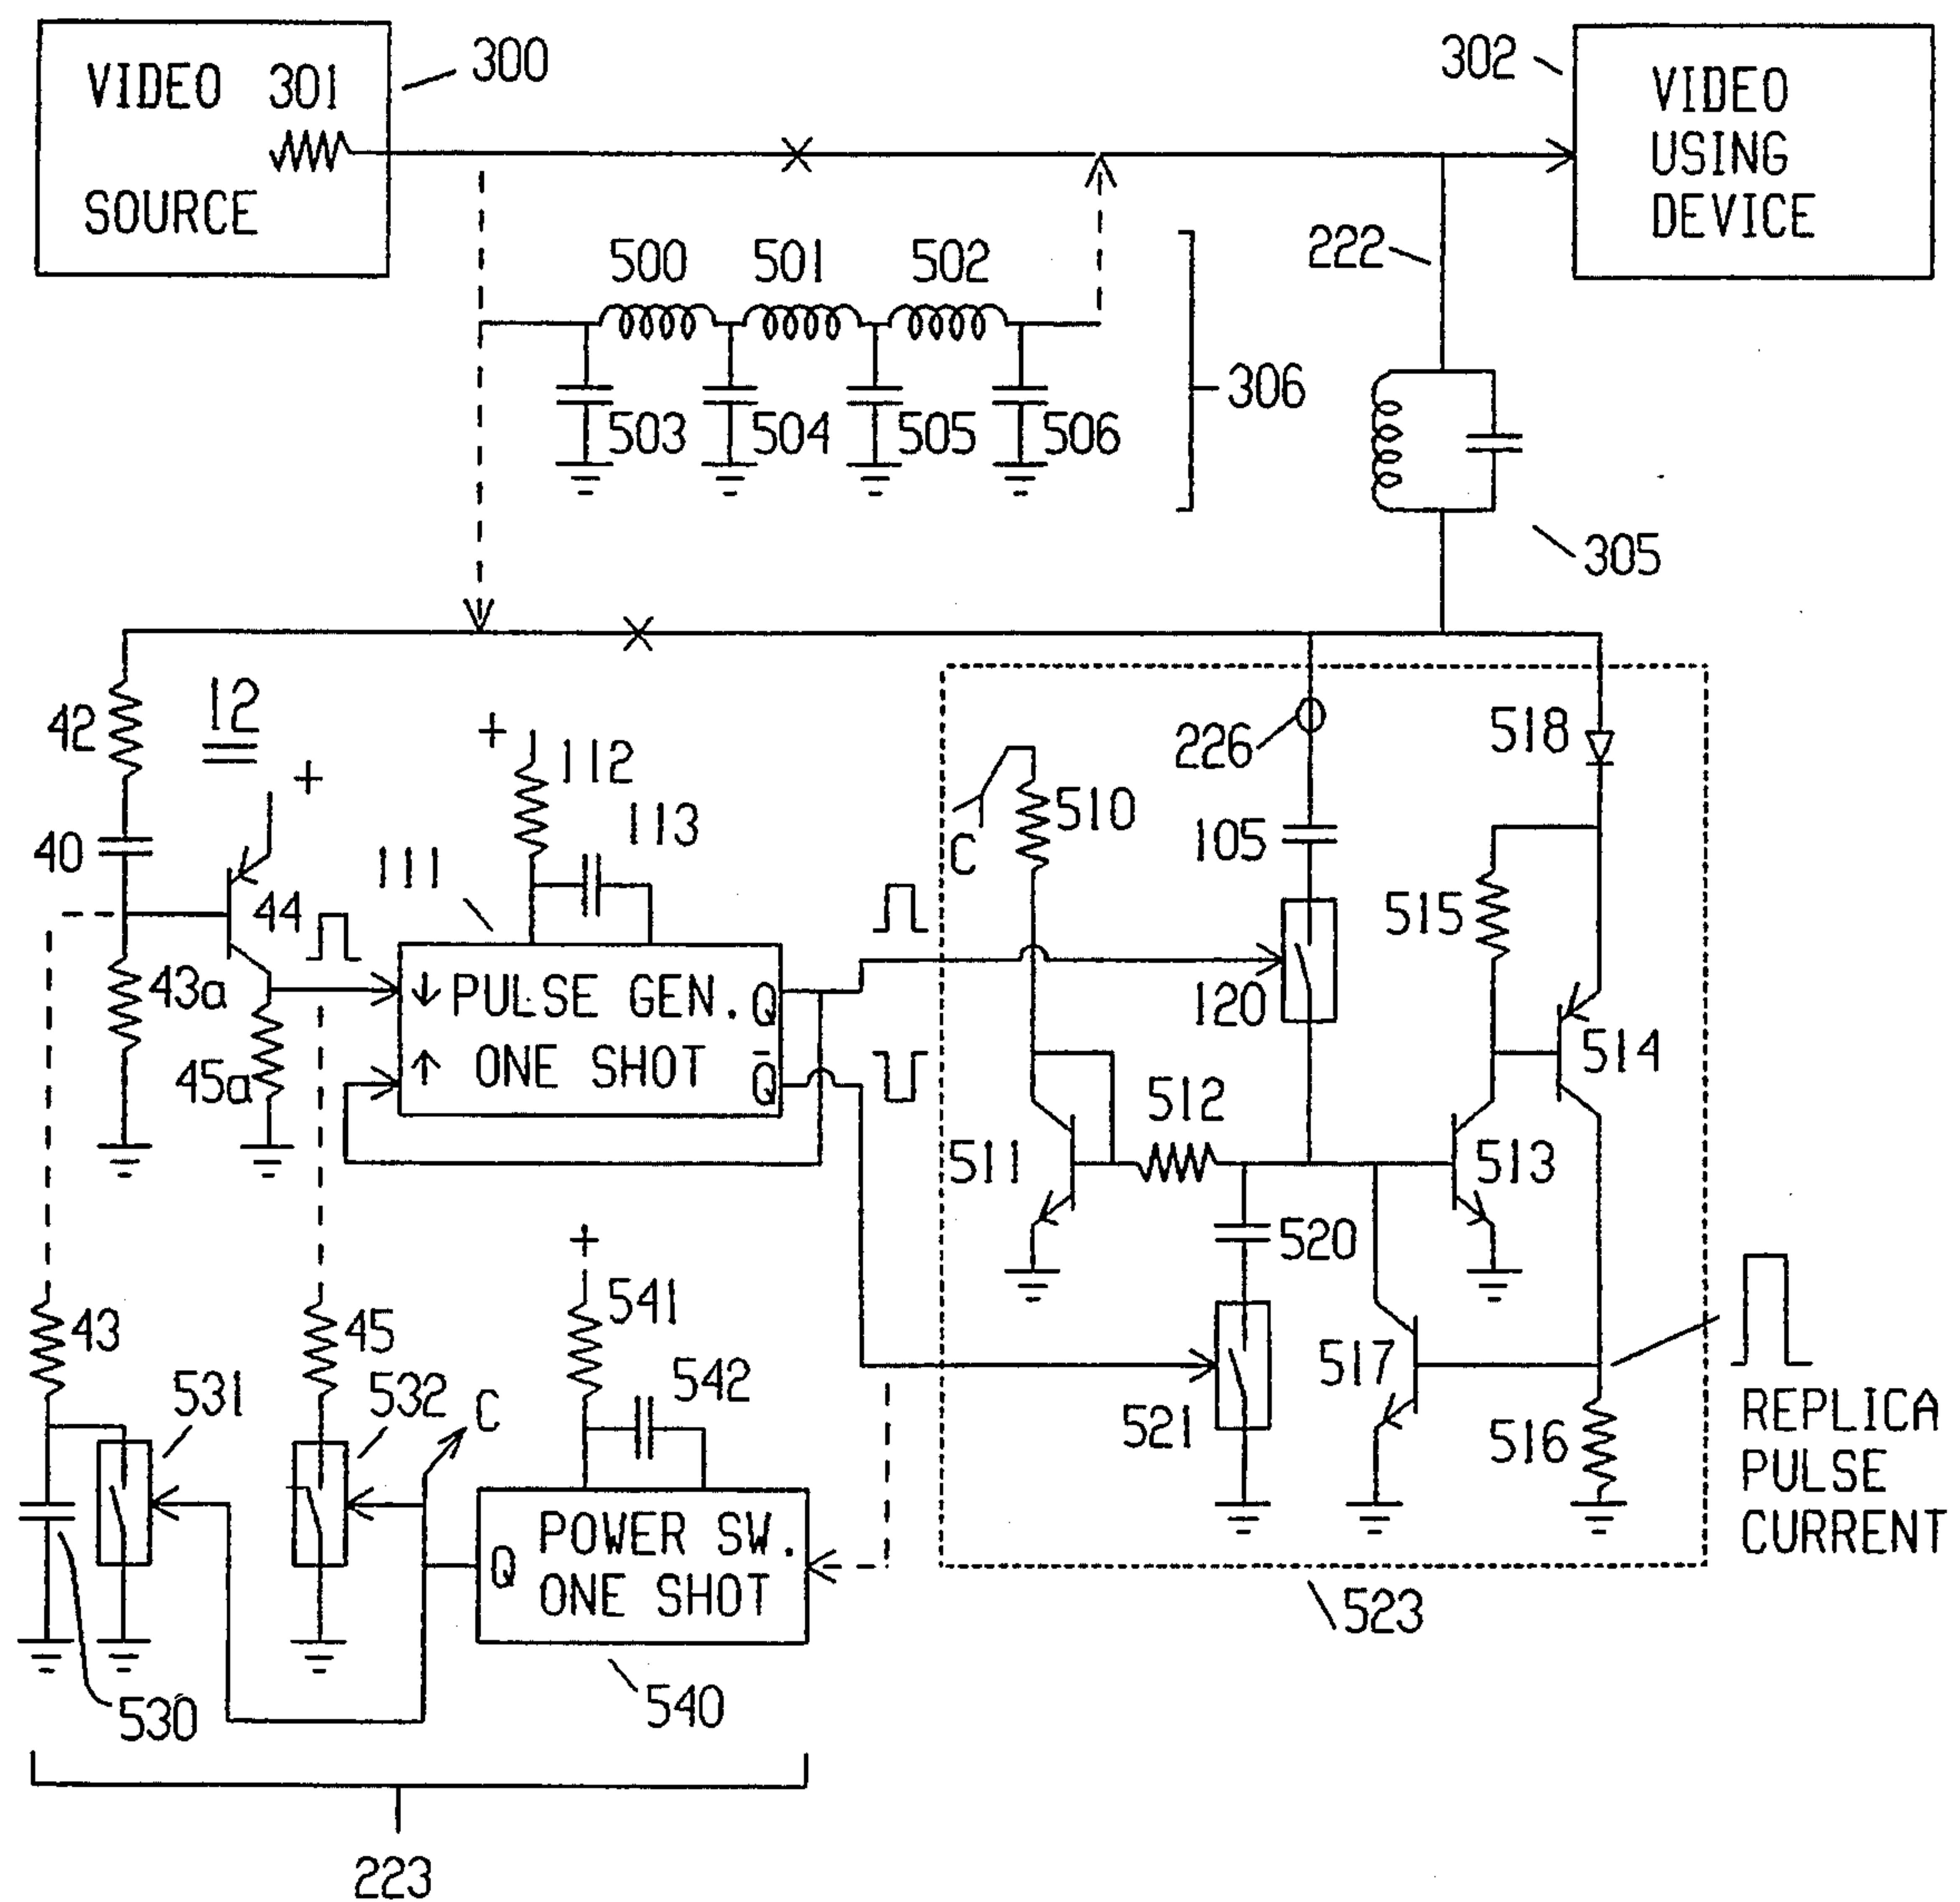 VIDEO 301
SOURCE
300
302
VIDEO
USING
DEVICE
500 501 502
222
306
503 504 505 506
305
42
12
+
+
112
113
40
111
44
226
518
C
510
105
515
43a
PULSE GEN. Q
ONE SHOT Q̄
↓
↑
45a
120
514
512
511
513
520
+
541
43
45
531
532
C
542
517
521
516
REPLICA
PULSE
CURRENT
Q POWER SW.
ONE SHOT
523
530
540
223